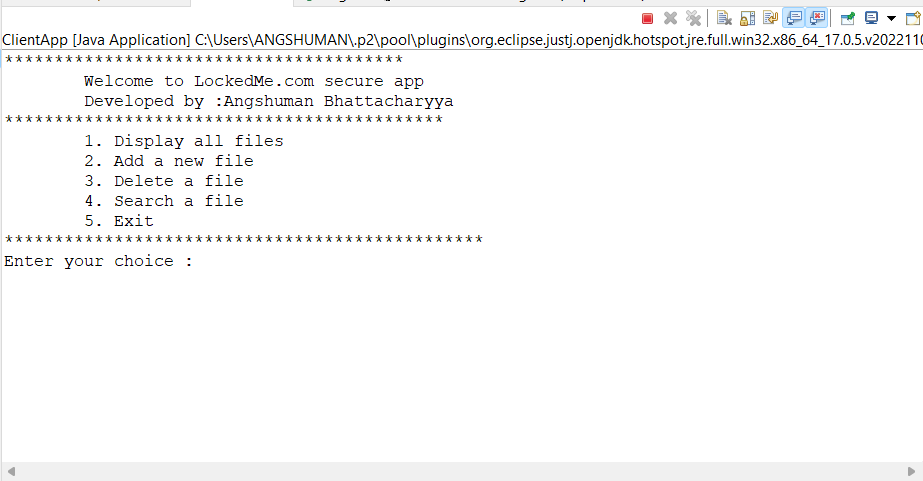 ClientApp [Java Application] C:\Users\ANGSHUMAN\.p2\pool\plugins\org.eclipse.justj.openjdk.hotspot.jre.full.win32.x86_64_17.0.5.v2022110
****************************************
Welcome to LockedMe.com secure app
Developed by :Angshuman Bhattacharyya
********************************************
1. Display all files
2. Add a new file
3. Delete a file
4. Search a file
5. Exit
************************************************
Enter your choice :